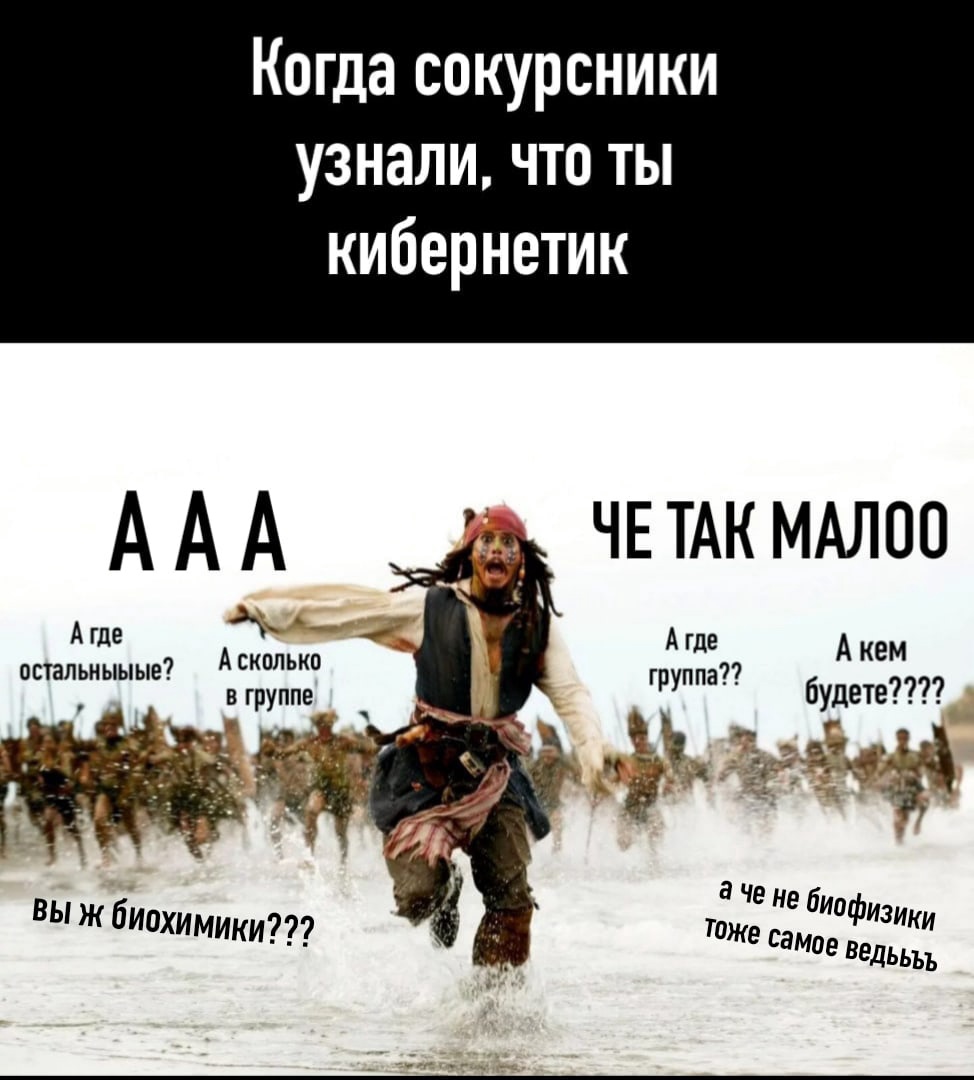 Когда сокурсники
узнали, что ты
кибернетик
А А А
ЧЕ ТАК МАЛОО
А где
остальныыые?
А сколько
в группе
А где
группа??
А кем
будете????
вы ж биохимики???
а че не биофизики
тоже самое ведььъъ